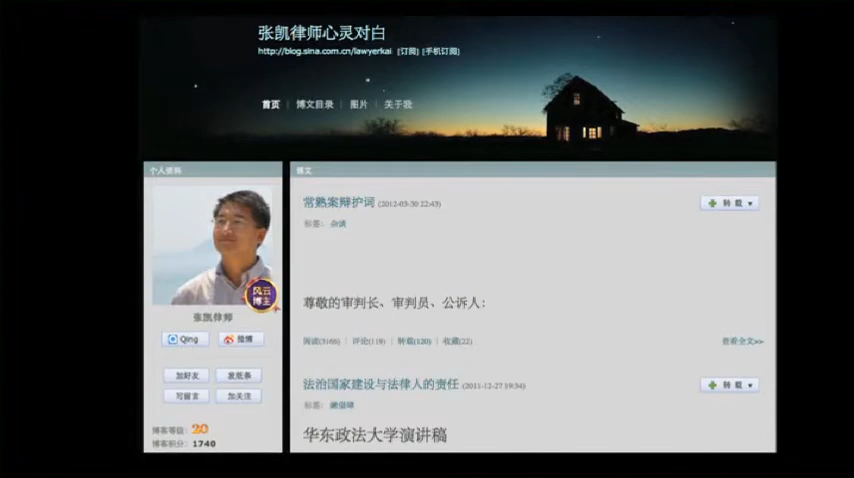 张凯律师心灵对白
http://blog.sina.com.cn/lawyerkai [订阅] [手机订阅]
首页 | 博文目录 | 图片 | 关于我
个人资料
风云
博主
张凯律师
Qing 微博
加好友 发纸条
写留言 加关注
博客等级: 20
博客积分: 1740
博文
常熟案辩护词 (2012-03-30 22:43)
转载 ▼
标签: 杂谈
尊敬的审判长、审判员、公诉人:
阅读(3166) | 评论(119) | 转载(120) | 收藏(22)
查看全文>>
法治国家建设与法律人的责任 (2011-12-27 19:34)
转载 ▼
标签:
华东政法大学演讲稿